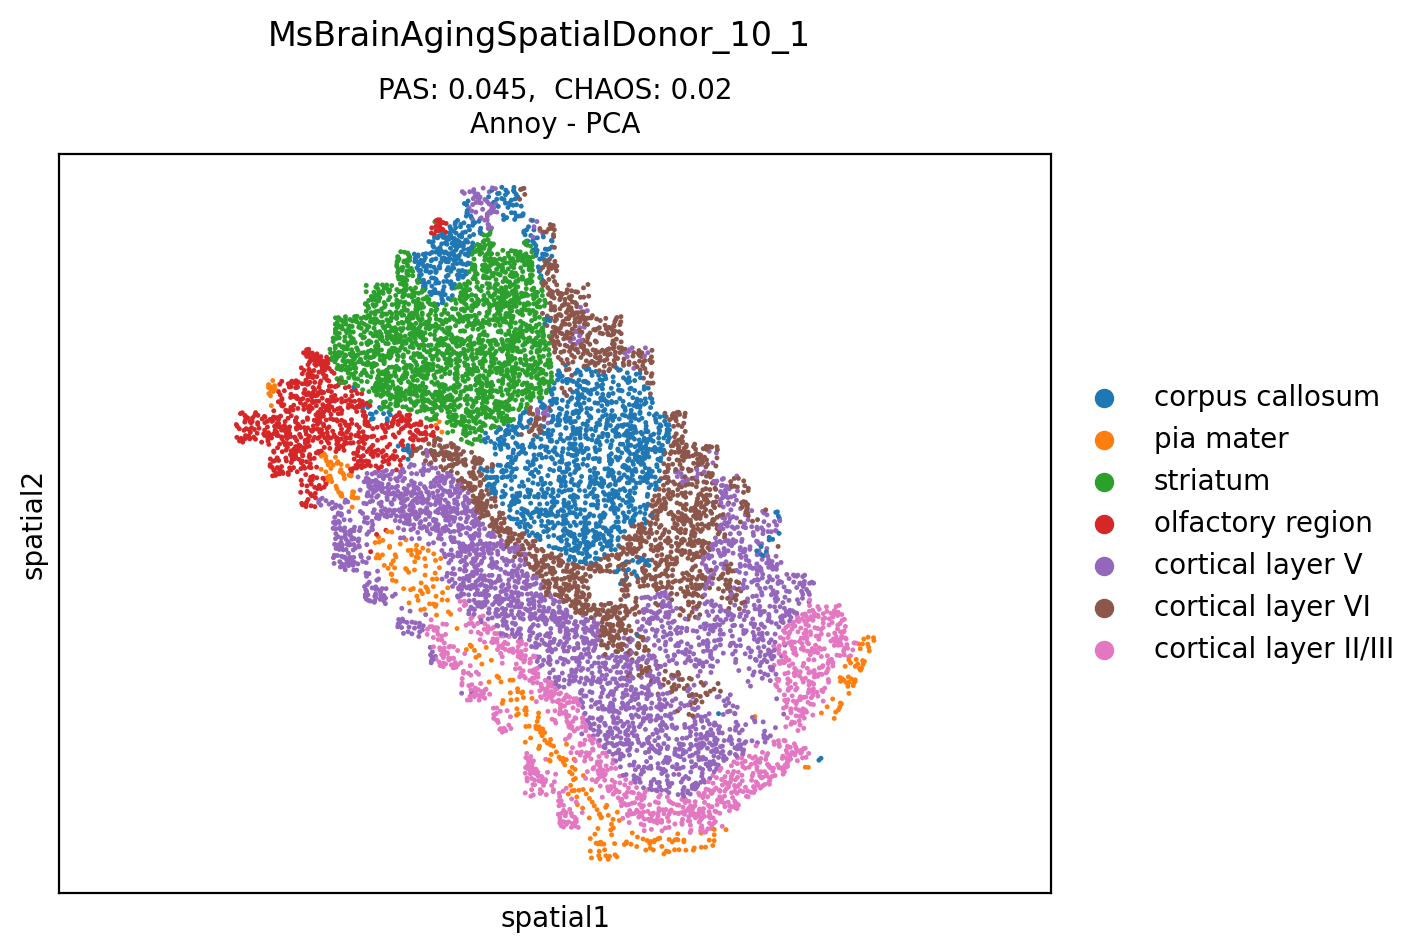 MsBrainAgingSpatialDonor_10_1
PAS: 0.045,  CHAOS: 0.02
Annoy - PCA
spatial2
spatial1
corpus callosum
pia mater
striatum
olfactory region
cortical layer V
cortical layer VI
cortical layer II/III